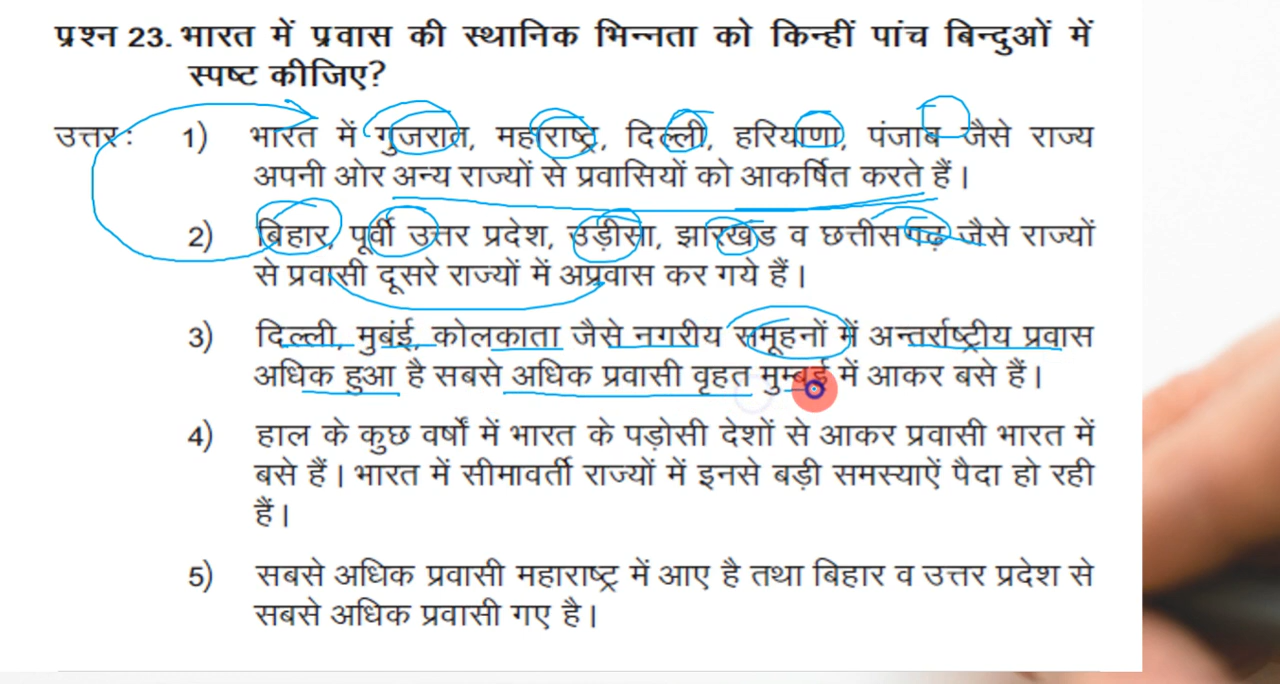 प्रश्न 23. भारत में प्रवास की स्थानिक भिन्नता को किन्हीं पांच बिन्दुओं में
स्पष्ट कीजिए?
उत्तरः 1) भारत में गुजरात, महाराष्ट्र, दिल्ली, हरियाणा, पंजाब जैसे राज्य
अपनी ओर अन्य राज्यों से प्रवासियों को आकर्षित करते हैं।
2) बिहार, पूर्वी उत्तर प्रदेश, उड़ीसा, झारखंड व छत्तीसगढ़ जैसे राज्यों
से प्रवासी दूसरे राज्यों में अप्रवास कर गये हैं।
3) दिल्ली, मुबंई, कोलकाता जैसे नगरीय समूहनों में अन्तर्राष्ट्रीय प्रवास
अधिक हुआ है सबसे अधिक प्रवासी वृहत मुम्बई में आकर बसे हैं।
4) हाल के कुछ वर्षों में भारत के पड़ोसी देशों से आकर प्रवासी भारत में
बसे हैं। भारत में सीमावर्ती राज्यों में इनसे बड़ी समस्याऐं पैदा हो रही
हैं।
5) सबसे अधिक प्रवासी महाराष्ट्र में आए है तथा बिहार व उत्तर प्रदेश से
सबसे अधिक प्रवासी गए है।